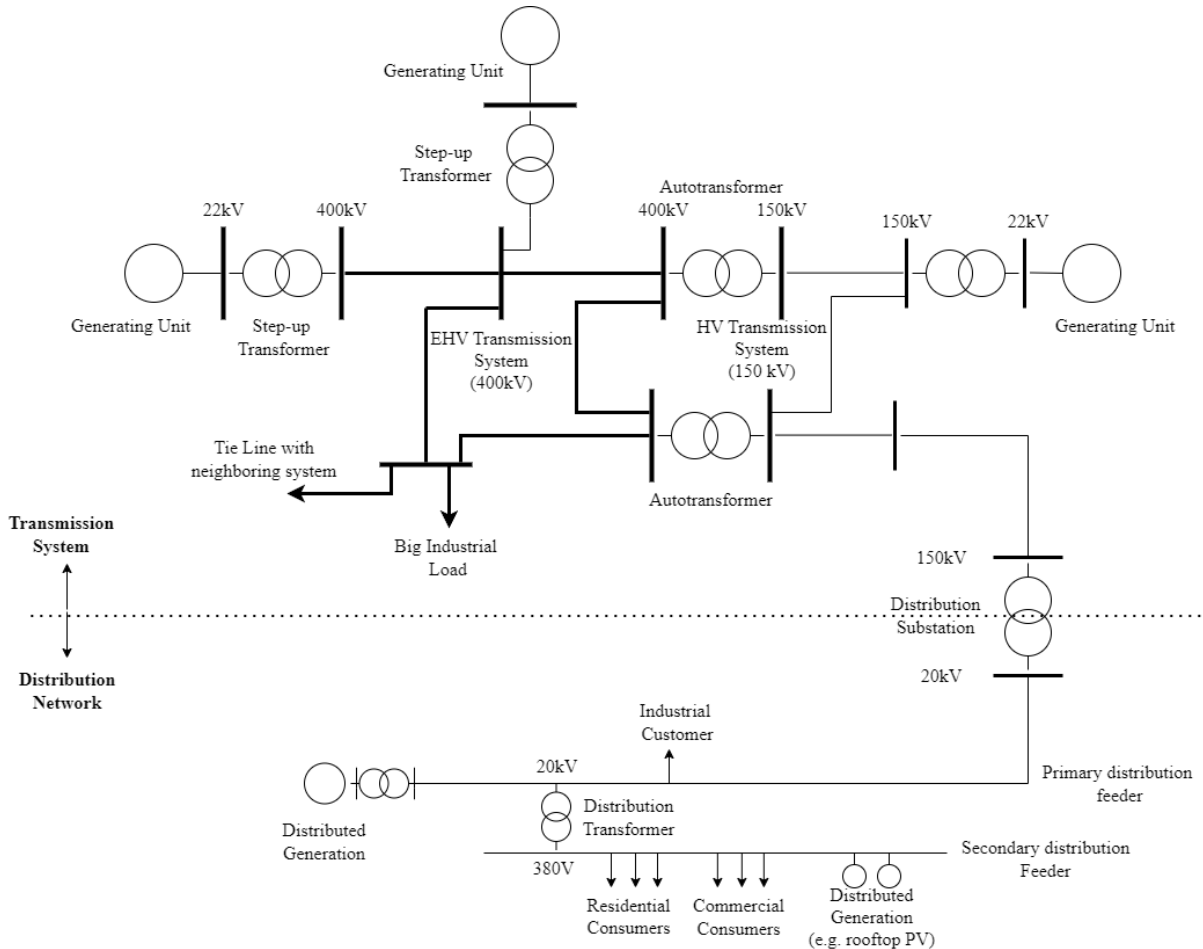 Generating Unit
Step-up
Transformer
Autotransformer
22kV
400kV
400kV
150kV
150kV
22kV
Generating Unit
Step-up
Transformer
EHV Transmission
System
(400kV)
HV Transmission
System
(150 kV)
Generating Unit
Tie Line with
neighboring system
Autotransformer
Big Industrial
Load
Transmission
System
150kV
Distribution
Substation
Distribution
Network
20kV
Industrial
Customer
20kV
Primary distribution
feeder
Distributed
Generation
Distribution
Transformer
380V
Secondary distribution
Feeder
Residential
Consumers
Commercial
Consumers
Distributed
Generation
(e.g. rooftop PV)